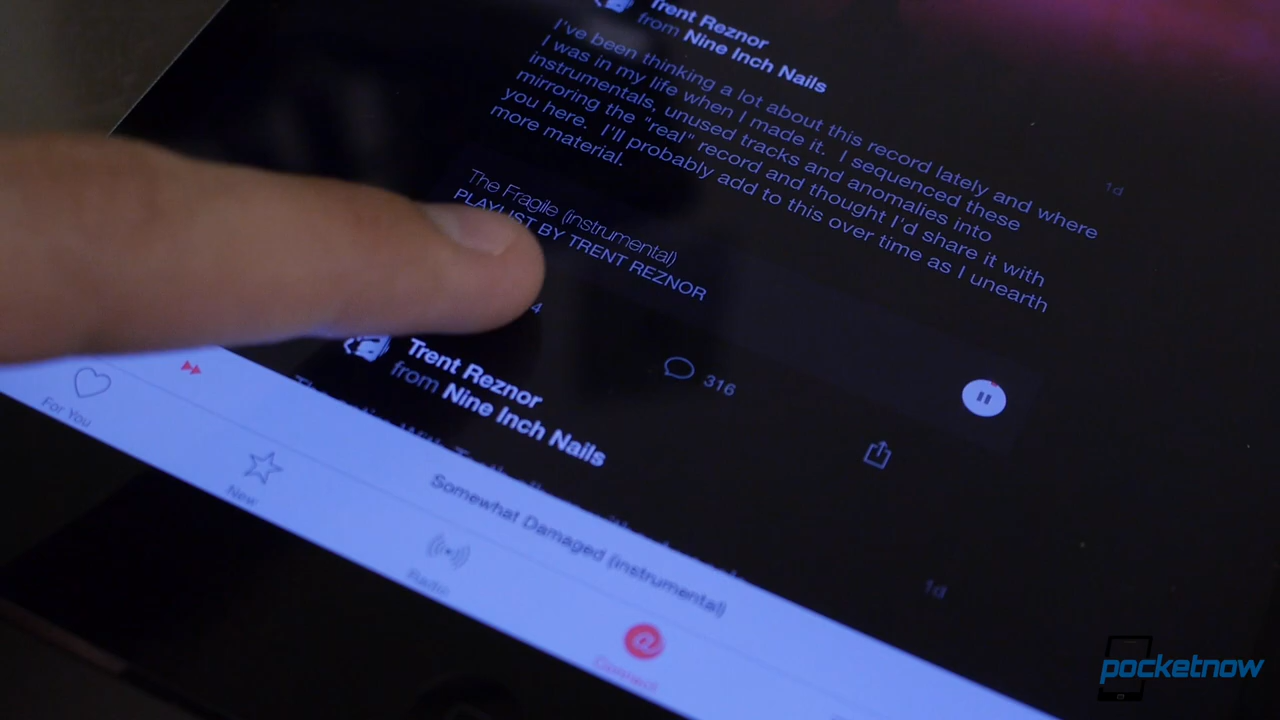 Trent Reznor
from Nine Inch Nails
1d
I've been thinking a lot about this record lately and where
I was in my life when I made it. I sequenced these
instrumentals, unused tracks and anomalies into
mirroring the "real" record and thought I'd share it with
you here. I'll probably add to this over time as I unearth
more material.
The Fragile (instrumental)
PLAYLIST BY TRENT REZNOR
4
316
Trent Reznor
from Nine Inch Nails
1d
Somewhat Damaged (instrumental)
For You
New
Radio
Connect
pocketnow